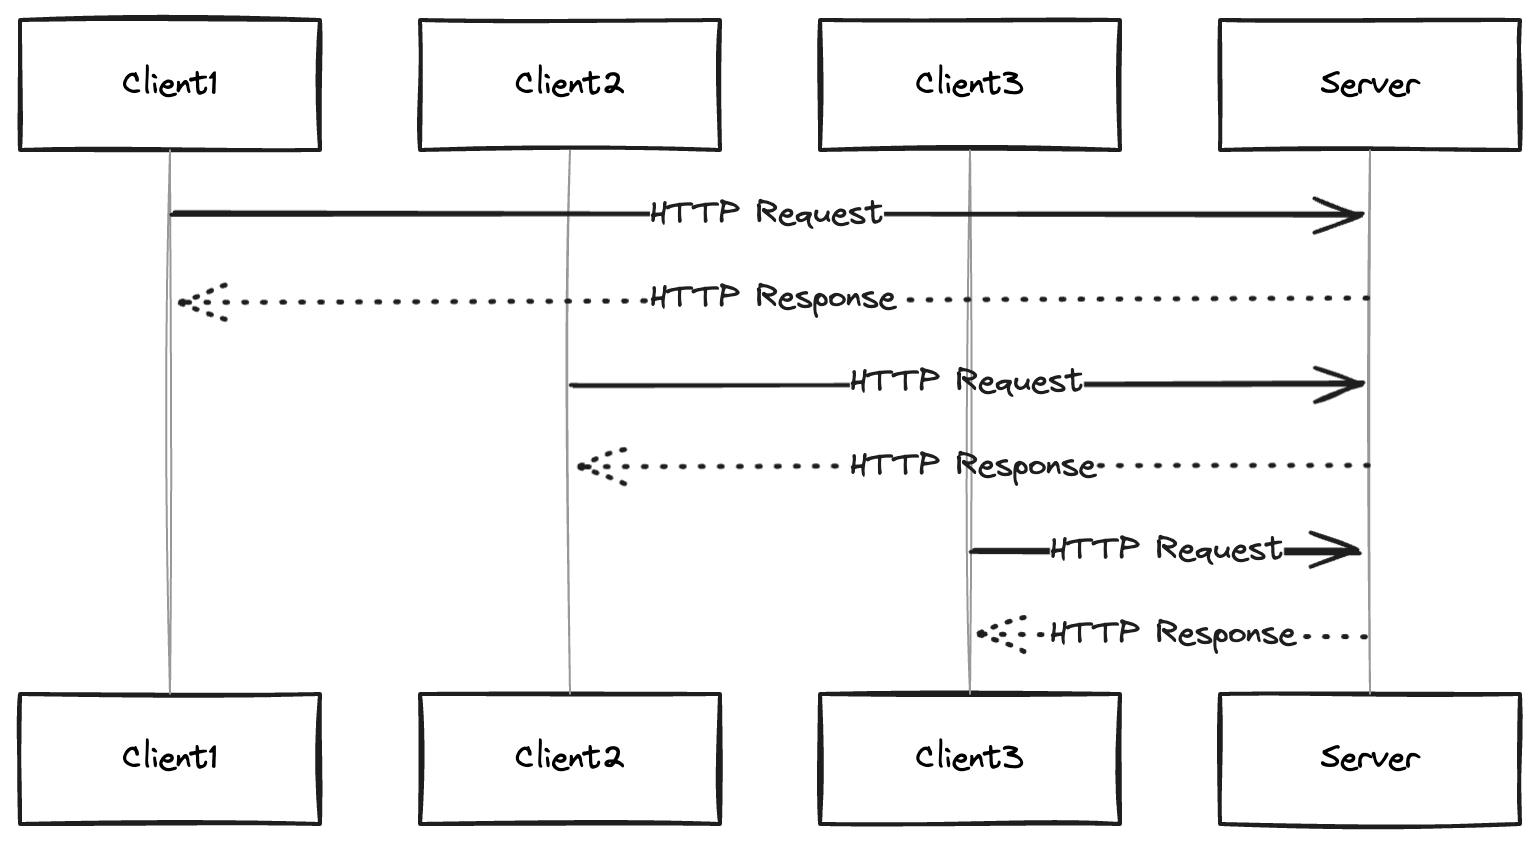 Client1
Client2
Client3
Server
HTTP Request
HTTP Response
HTTP Request
HTTP Response
HTTP Request
HTTP Response
Client1
Client2
Client3
Server